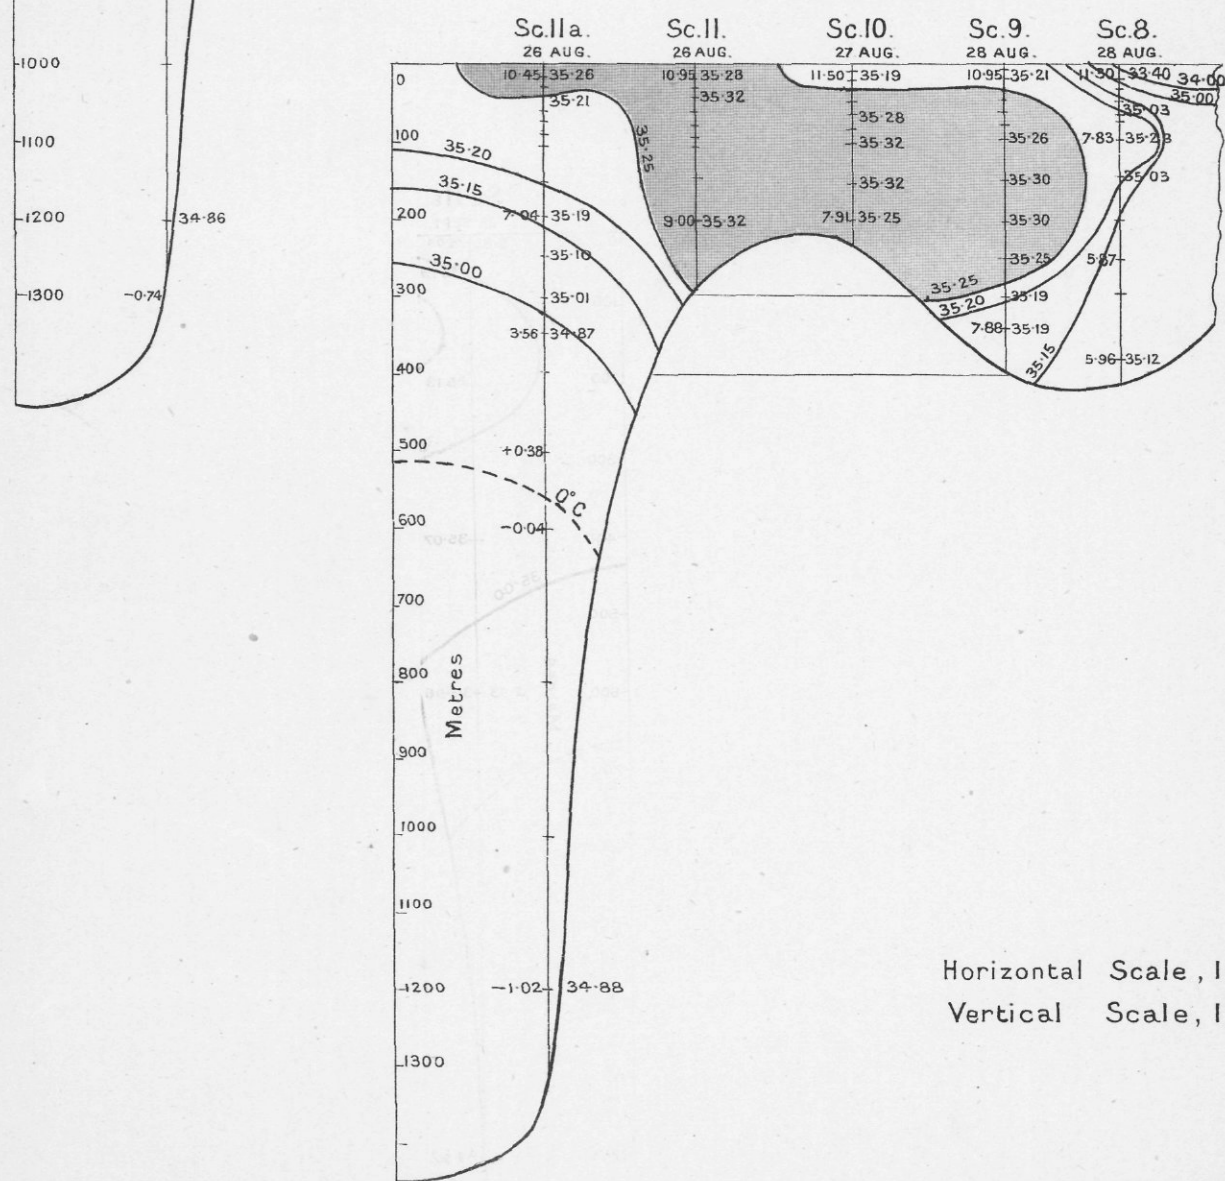 1000
1100
1200
34.86
1300
-0.74
Sc.11a. Sc.11. Sc.10. Sc.9. Sc.8.
26 AUG. 26 AUG. 27 AUG. 28 AUG. 28 AUG.
0 10.45 35.26 10.95 35.28 11.50 35.19 10.95 35.21 11.30 33.40 34.00
35.21 35.32 35.00
35.03
35.28
100 35.25 35.32 35.26 7.83
35.20
35.15 35.32 35.30 35.03
200 7.04 35.19 9.00 35.32 7.91 35.25 35.30
35.10 35.25 5.87
35.00
300 35.01 35.25 35.19
35.20
3.56 34.87 7.88 35.19
35.15 5.96 35.12
400
500 +0.38
0°C
600 -0.04
700
800
Metres
900
1000
1100
1200 -1.02 34.88
1300
Horizontal Scale, 1
Vertical Scale, 1